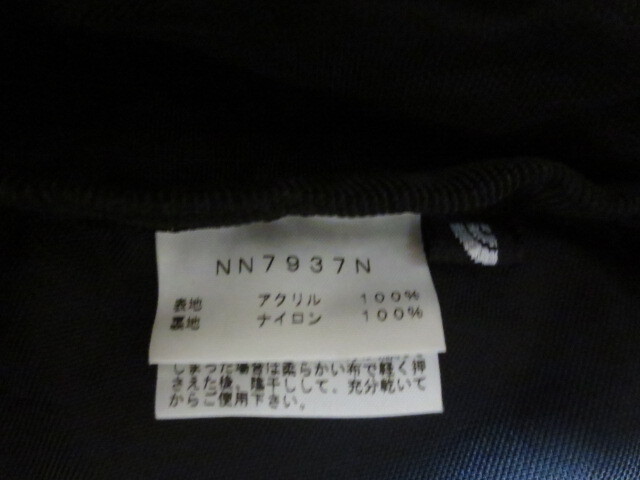 NN7937N
表地 アクリル 100%
裏地 ナイロン 100%
しまった場合は柔らかい布で軽く押
さえた後、陰干しして、充分乾いて
からご使用下さい。